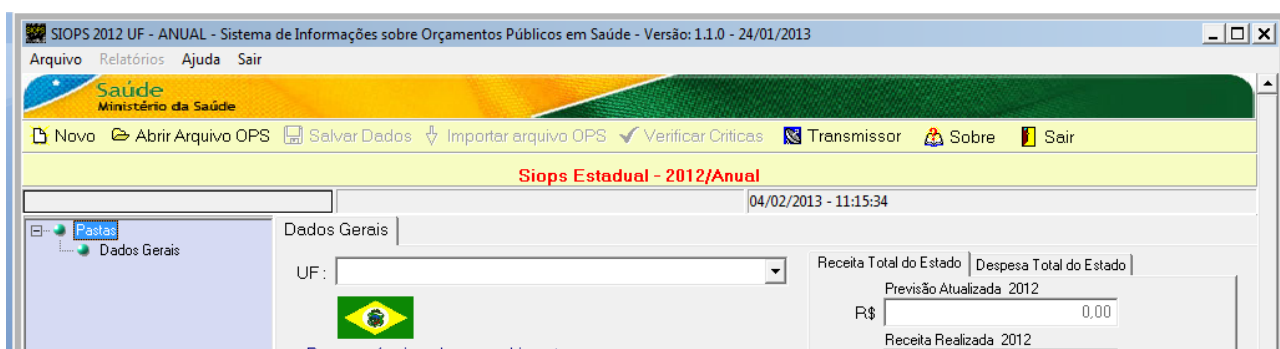 SIOPS 2012 UF - ANUAL - Sistema de Informações sobre Orçamentos Públicos em Saúde - Versão: 1.1.0 - 24/01/2013
Arquivo Relatórios Ajuda Sair
Saúde
Ministério da Saúde
Novo Abrir Arquivo OPS Salvar Dados Importar arquivo OPS Verificar Criticas Transmissor Sobre Sair
Siops Estadual - 2012/Anual
04/02/2013 - 11:15:34
Pastas
Dados Gerais
Dados Gerais
UF:
Receita Total do Estado Despesa Total do Estado
Previsão Atualizada 2012
R$ 0,00
Receita Realizada 2012